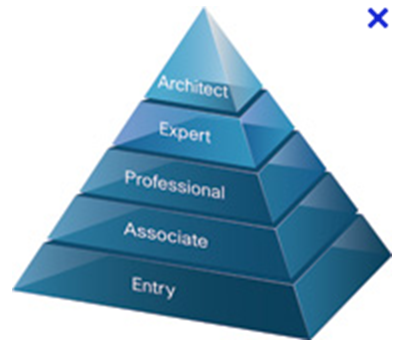 Architect
Expert
Professional
Associate
Entry